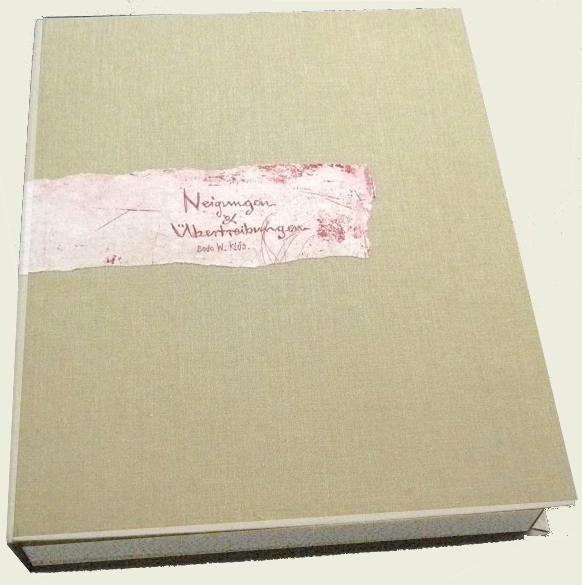 Neigungen
&
Übertreibungen
Bodo W. Klös.